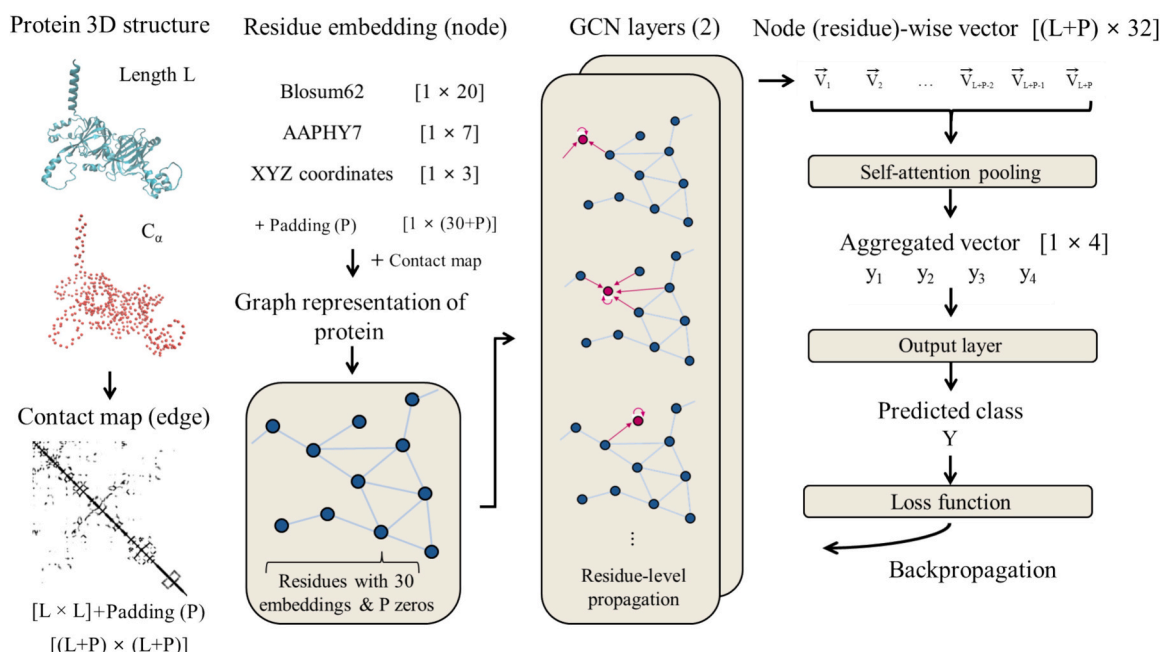 Protein 3D structure
Length L
Cα
Contact map (edge)
[L × L]+Padding (P)
[(L+P) × (L+P)]
Residue embedding (node)
Blosum62 [1 × 20]
AAPHY7 [1 × 7]
XYZ coordinates [1 × 3]
+ Padding (P) [1 × (30+P)]
+ Contact map
Graph representation of
protein
Residues with 30
embeddings & P zeros
GCN layers (2)
⋮
Residue-level
propagation
Node (residue)-wise vector [(L+P) × 32]
V⃗1 V⃗2 … V⃗L+P-2 V⃗L+P-1 V⃗L+P
Self-attention pooling
Aggregated vector [1 × 4]
y1 y2 y3 y4
Output layer
Predicted class
Y
Loss function
Backpropagation